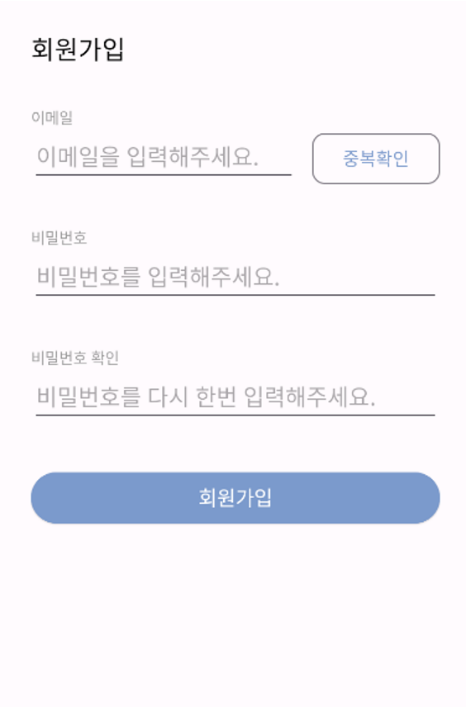 회원가입
이메일
이메일을 입력해주세요.
중복확인
비밀번호
비밀번호를 입력해주세요.
비밀번호 확인
비밀번호를 다시 한번 입력해주세요.
회원가입